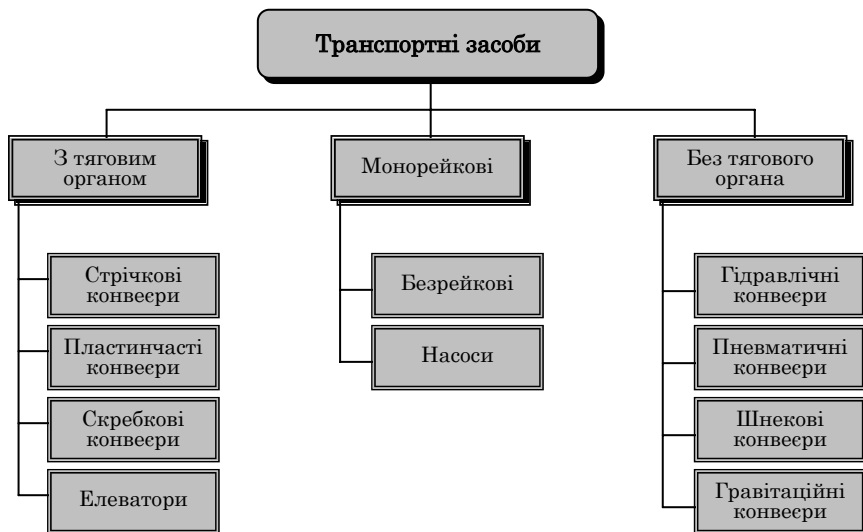 Транспортні засоби
З тяговим
органом
Монорейкові
Без тягового
органа
Стрічкові
конвеєри
Пластинчасті
конвеєри
Скребкові
конвеєри
Елеватори
Безрейкові
Насоси
Гідравлічні
конвеєри
Пневматичні
конвеєри
Шнекові
конвеєри
Гравітаційні
конвеєри